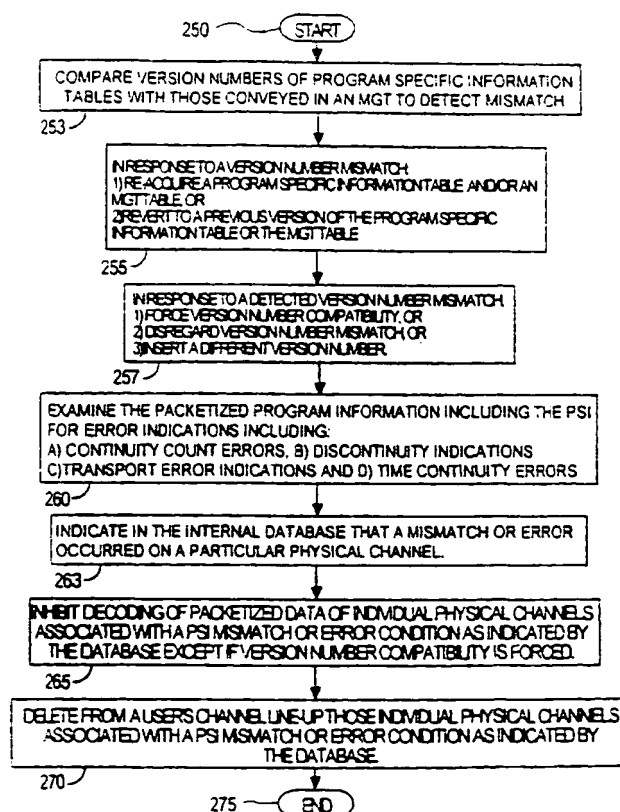 250 START
COMPARE VERSION NUMBERS OF PROGRAM SPECIFIC INFORMATION
TABLES WITH THOSE CONVEYED IN AN MGT TO DETECT MISMATCH
253
IN RESPONSE TO A VERSION NUMBER MISMATCH:
1) RE-ACQUIRE A PROGRAM SPECIFIC INFORMATION TABLE AND/OR AN
MGT TABLE, OR
2) REVERT TO A PREVIOUS VERSION OF THE PROGRAM SPECIFIC
INFORMATION TABLE OR THE MGT TABLE
255
IN RESPONSE TO A DETECTED VERSION NUMBER MISMATCH:
1) FORCE VERSION NUMBER COMPATIBILITY, OR
2) DISREGARD VERSION NUMBER MISMATCH, OR
3) INSERT A DIFFERENT VERSION NUMBER.
257
EXAMINE THE PACKETIZED PROGRAM INFORMATION INCLUDING THE PSI
FOR ERROR INDICATIONS INCLUDING:
A) CONTINUITY COUNT ERRORS, B) DISCONTINUITY INDICATIONS
C) TRANSPORT ERROR INDICATIONS AND D) TIME CONTINUITY ERRORS
260
INDICATE IN THE INTERNAL DATABASE THAT A MISMATCH OR ERROR
OCCURRED ON A PARTICULAR PHYSICAL CHANNEL.
263
INHIBIT DECODING OF PACKETIZED DATA OF INDIVIDUAL PHYSICAL CHANNELS
ASSOCIATED WITH A PSI MISMATCH OR ERROR CONDITION AS INDICATED BY
THE DATABASE EXCEPT IF VERSION NUMBER COMPATIBILITY IS FORCED.
265
DELETE FROM A USERS CHANNEL LINE-UP THOSE INDIVIDUAL PHYSICAL CHANNELS
ASSOCIATED WITH A PSI MISMATCH OR ERROR CONDITION AS INDICATED BY
THE DATABASE.
270
275 END